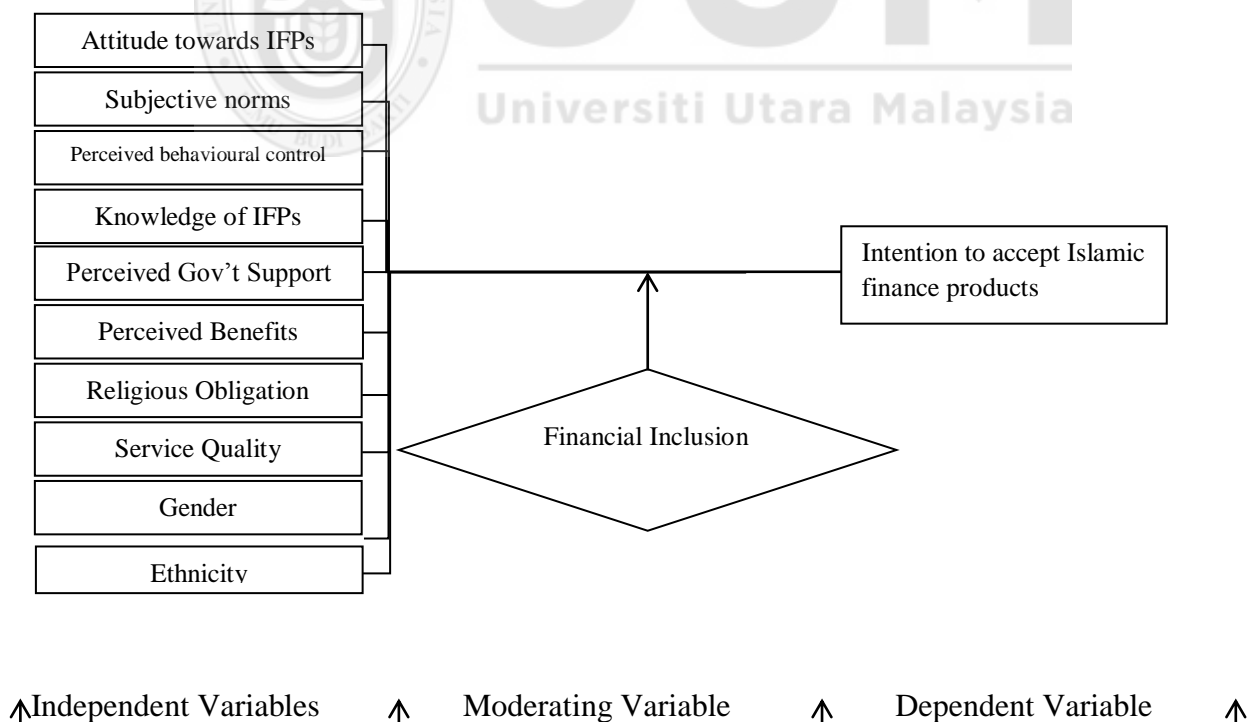 Universiti Utara Malaysia
Attitude towards IFPs
Subjective norms
Perceived behavioural control
Knowledge of IFPs
Perceived Gov’t Support
Perceived Benefits
Religious Obligation
Service Quality
Gender
Ethnicity
Intention to accept Islamic
finance products
Financial Inclusion
Independent Variables
Moderating Variable
Dependent Variable